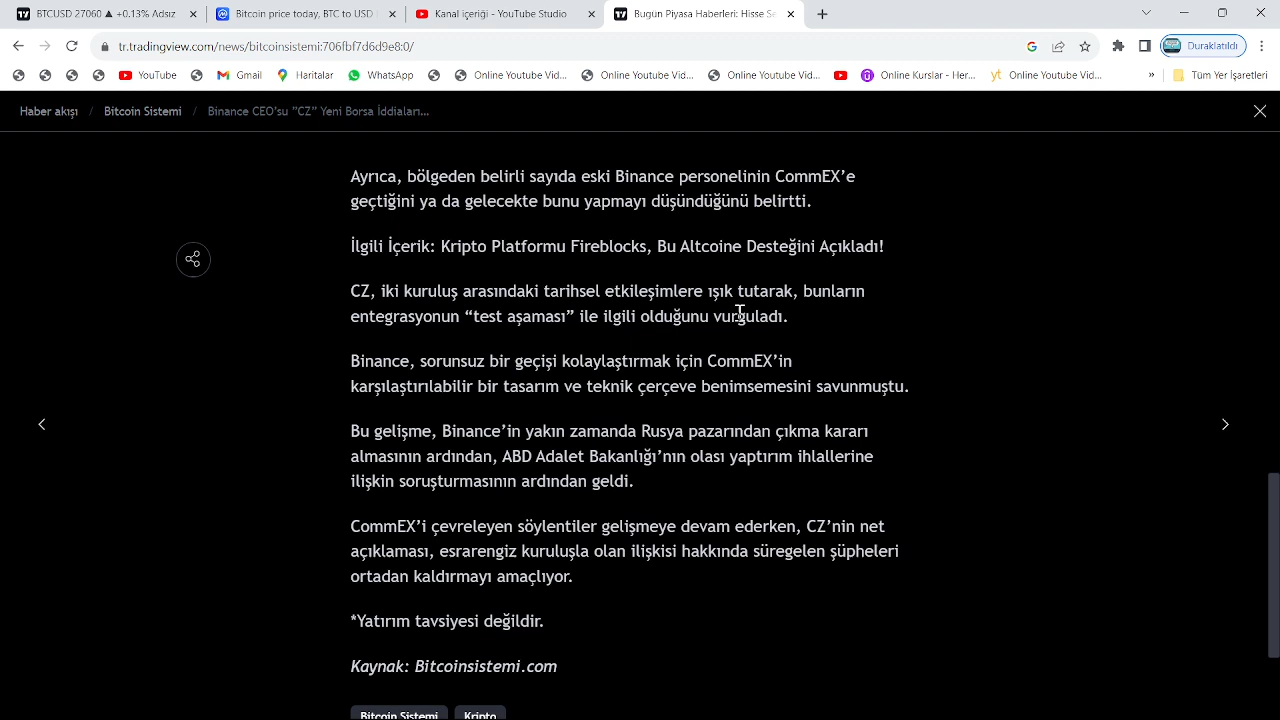 BTCUSD 27060 ▲ +0.13% Adsız
Bitcoin price today, BTC to USD
Kanal içeriği - YouTube Studio
Bugün Piyasa Haberleri: Hisse Se
tr.tradingview.com/news/bitcoinsistemi:706fbf7d6d9e8:0/
Duraklatıldı
YouTube
Gmail
Haritalar
WhatsApp
Online Youtube Vid...
Online Youtube Vid...
Online Youtube Vid...
Online Kurslar - Her...
yt Online Youtube Vid...
»
Tüm Yer İşaretleri
Haber akışı / Bitcoin Sistemi / Binance CEO'su ”CZ” Yeni Borsa İddiaları...
Ayrıca, bölgeden belirli sayıda eski Binance personelinin CommEX’e
geçtiğini ya da gelecekte bunu yapmayı düşündüğünü belirtti.
İlgili İçerik: Kripto Platformu Fireblocks, Bu Altcoine Desteğini Açıkladı!
CZ, iki kuruluş arasındaki tarihsel etkileşimlere ışık tutarak, bunların
entegrasyonun “test aşaması” ile ilgili olduğunu vurguladı.
Binance, sorunsuz bir geçişi kolaylaştırmak için CommEX’in
karşılaştırılabilir bir tasarım ve teknik çerçeve benimsemesini savunmuştu.
Bu gelişme, Binance’in yakın zamanda Rusya pazarından çıkma kararı
almasının ardından, ABD Adalet Bakanlığı’nın olası yaptırım ihlallerine
ilişkin soruşturmasının ardından geldi.
CommEX’i çevreleyen söylentiler gelişmeye devam ederken, CZ’nin net
açıklaması, esrarengiz kuruluşla olan ilişkisi hakkında süregelen şüpheleri
ortadan kaldırmayı amaçlıyor.
*Yatırım tavsiyesi değildir.
Kaynak: Bitcoinsistemi.com
Bitcoin Sistemi
Kripto